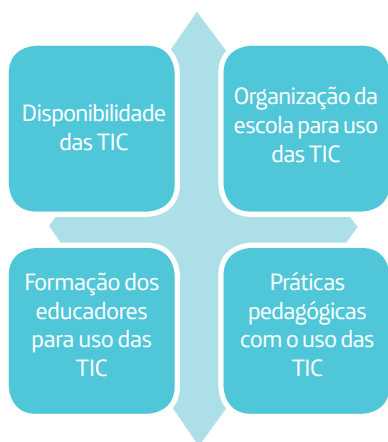 Disponibilidade
das TIC
Organização da
escola para uso
das TIC
Formação dos
educadores
para uso das
TIC
Práticas
pedagógicas
com o uso das
TIC